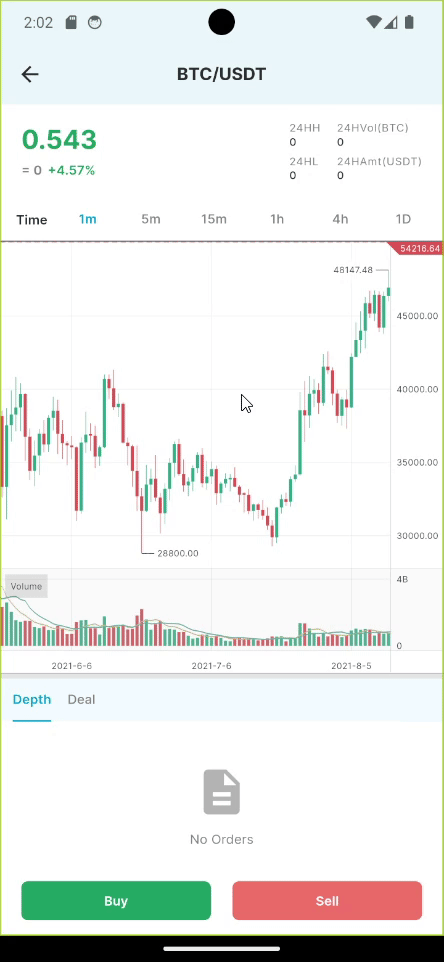 2:02
BTC/USDT
0.543
= 0 +4.57%
24HH
0
24HVol(BTC)
0
24HL
0
24HAmt(USDT)
0
Time 1m 5m 15m 1h 4h 1D
54216.64
48147.48
45000.00
40000.00
35000.00
30000.00
28800.00
Volume
4B
0
2021-6-6 2021-7-6 2021-8-5
Depth Deal
No Orders
Buy Sell